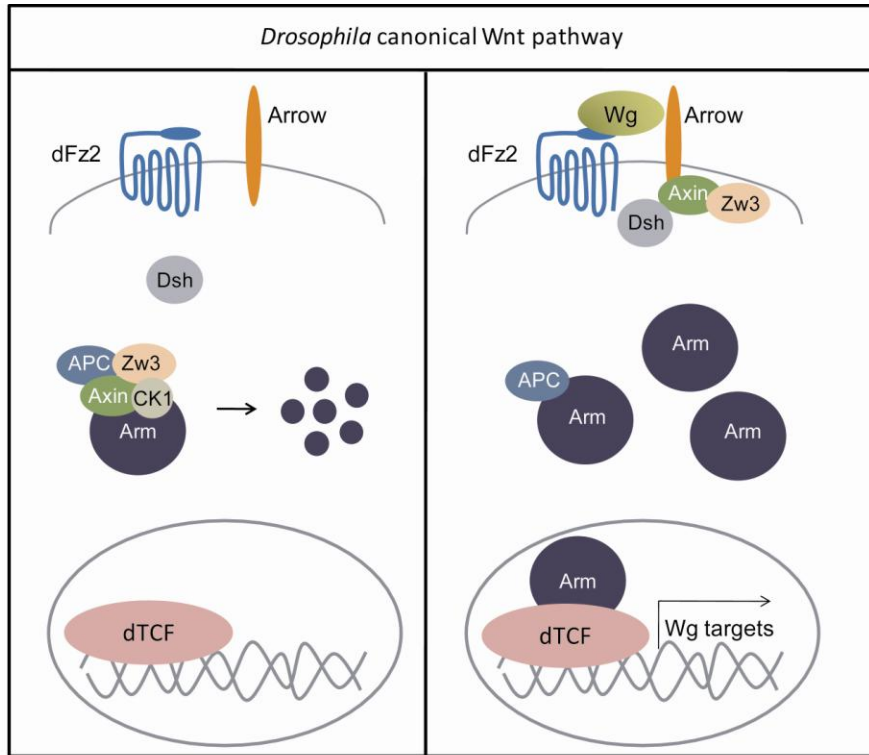 Drosophila canonical Wnt pathway
Arrow
dFz2
Dsh
APC
Zw3
Axin
CK1
Arm
dTCF
Wg
Arrow
dFz2
Axin
Zw3
Dsh
Arm
APC
Arm
Arm
Arm
dTCF
Wg targets